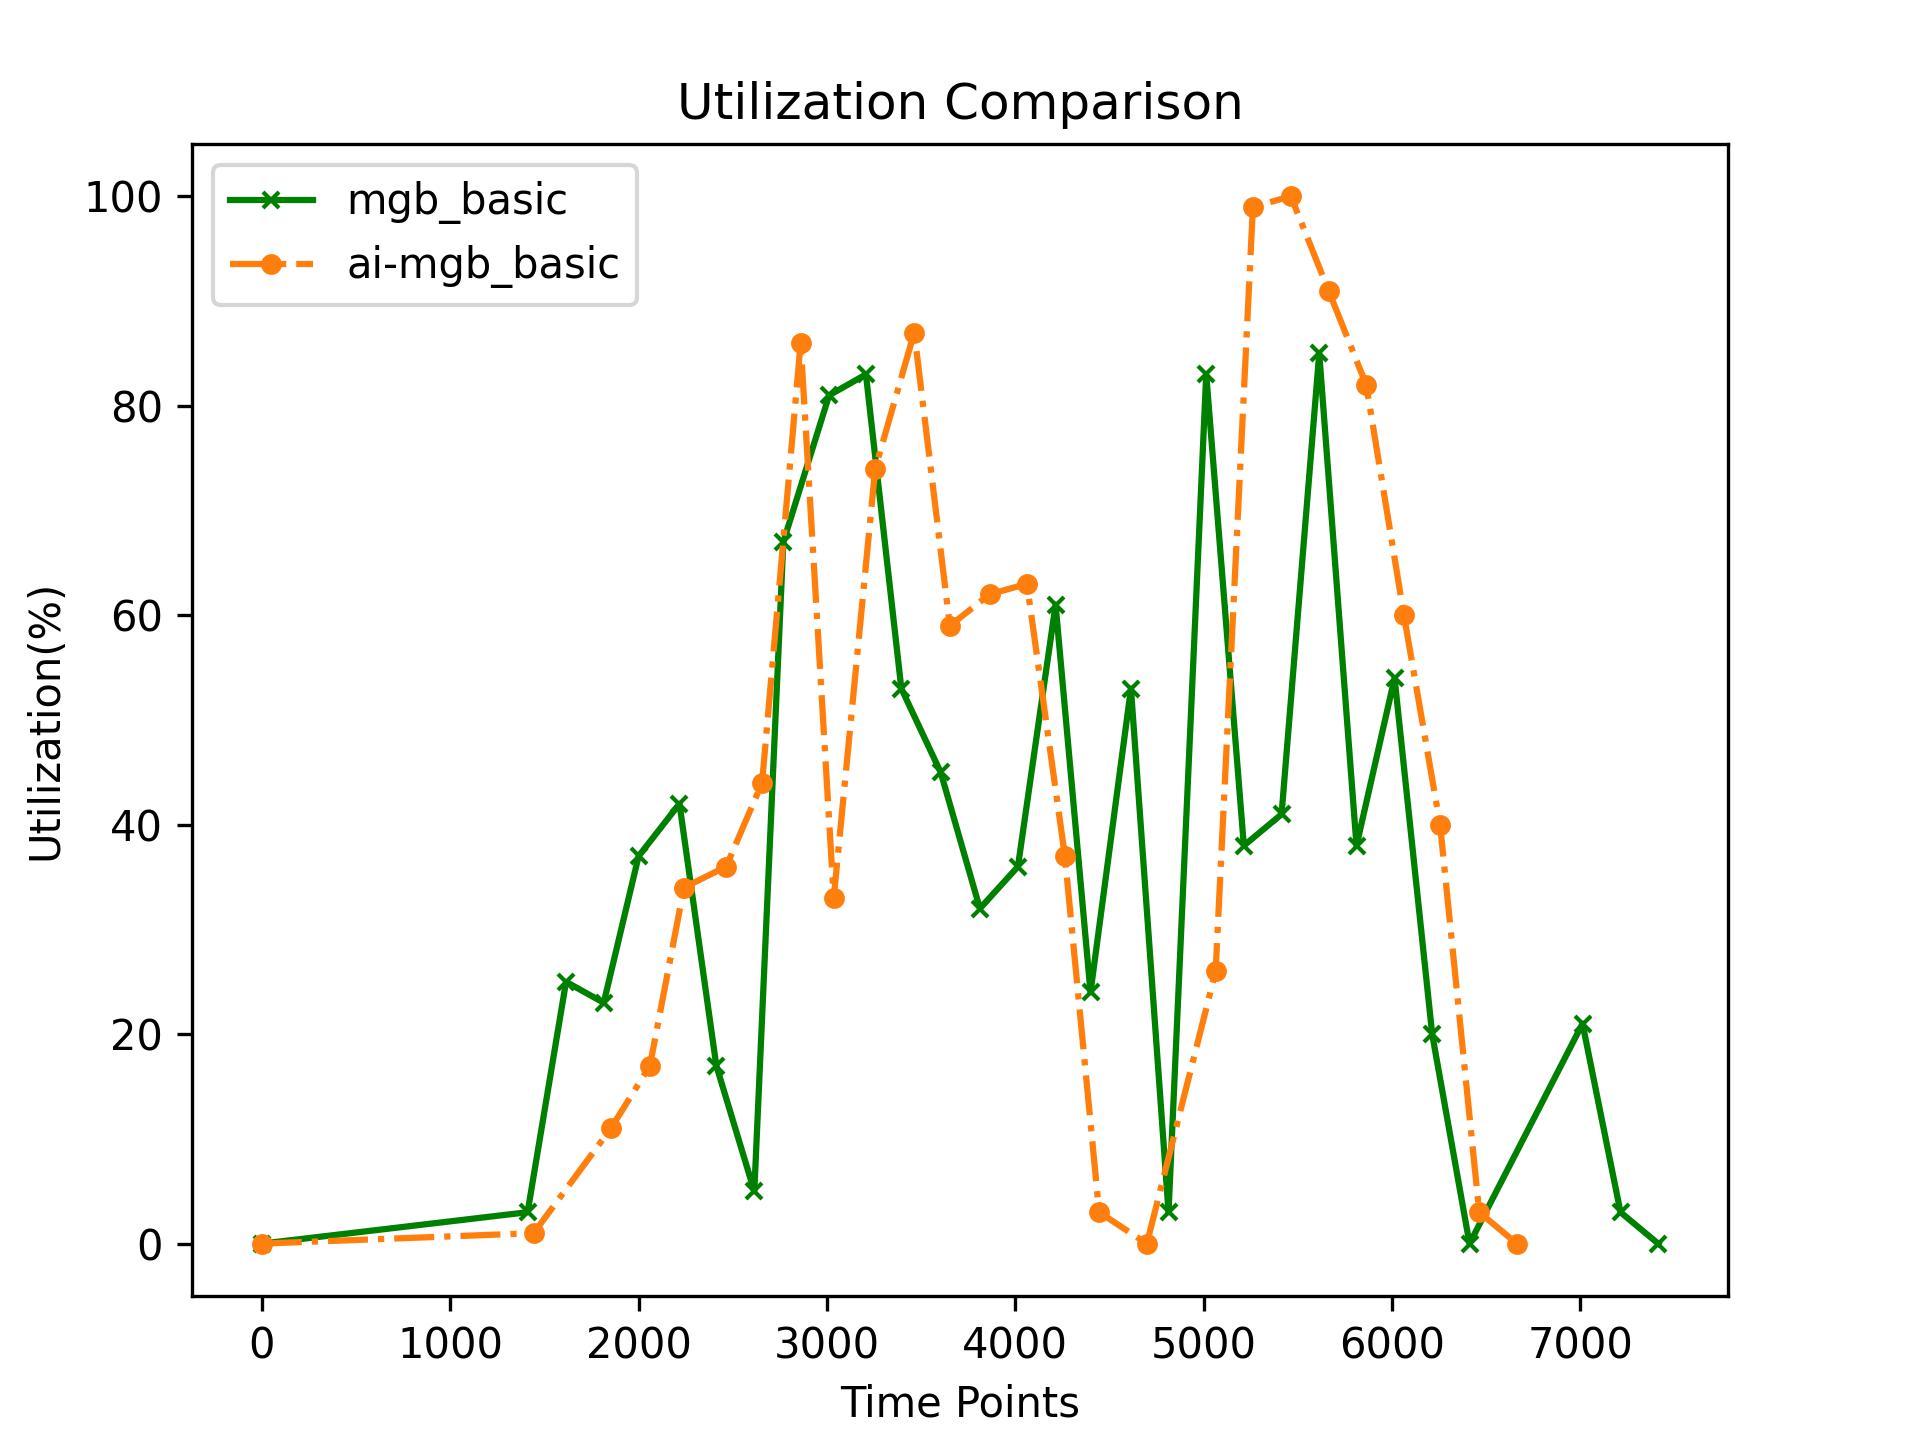 Utilization Comparison
mgb_basic
ai-mgb_basic
100
80
60
40
20
0
Utilization(%)
0 1000 2000 3000 4000 5000 6000 7000
Time Points